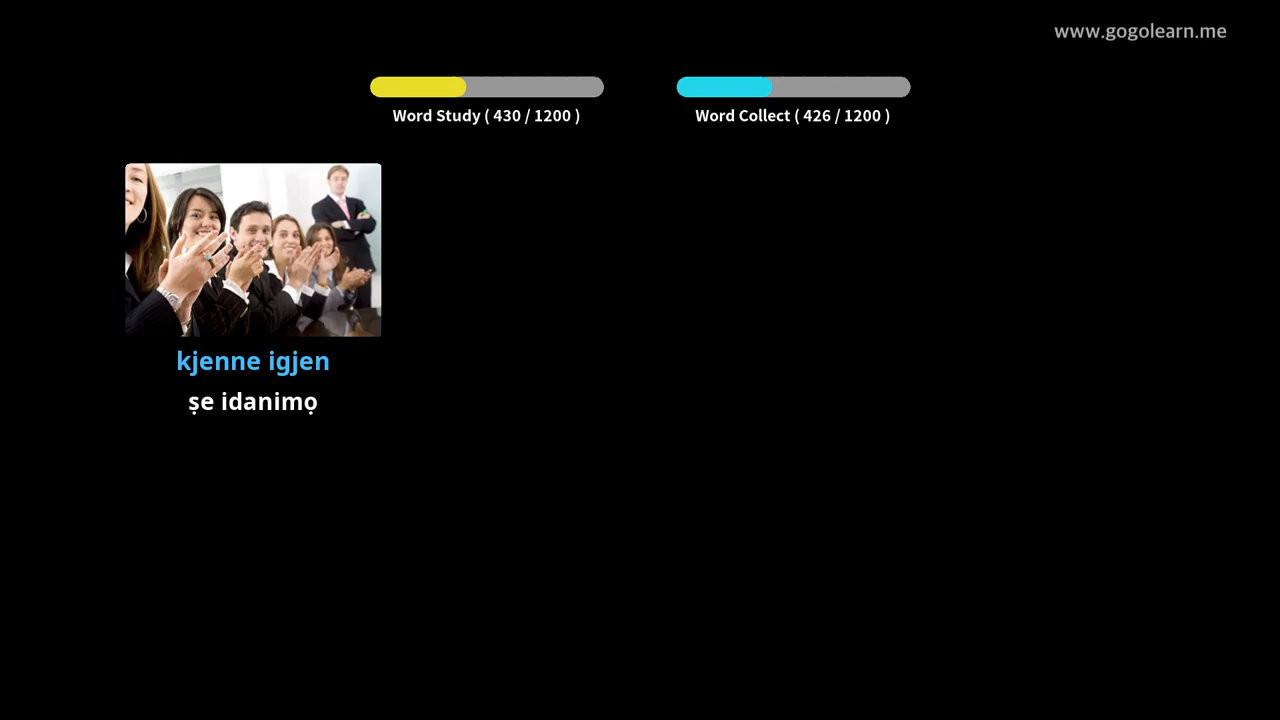 www.gogolearn.me
Word Study ( 430 / 1200 )
Word Collect ( 426 / 1200 )
kjenne igjen
ṣe idanimọ